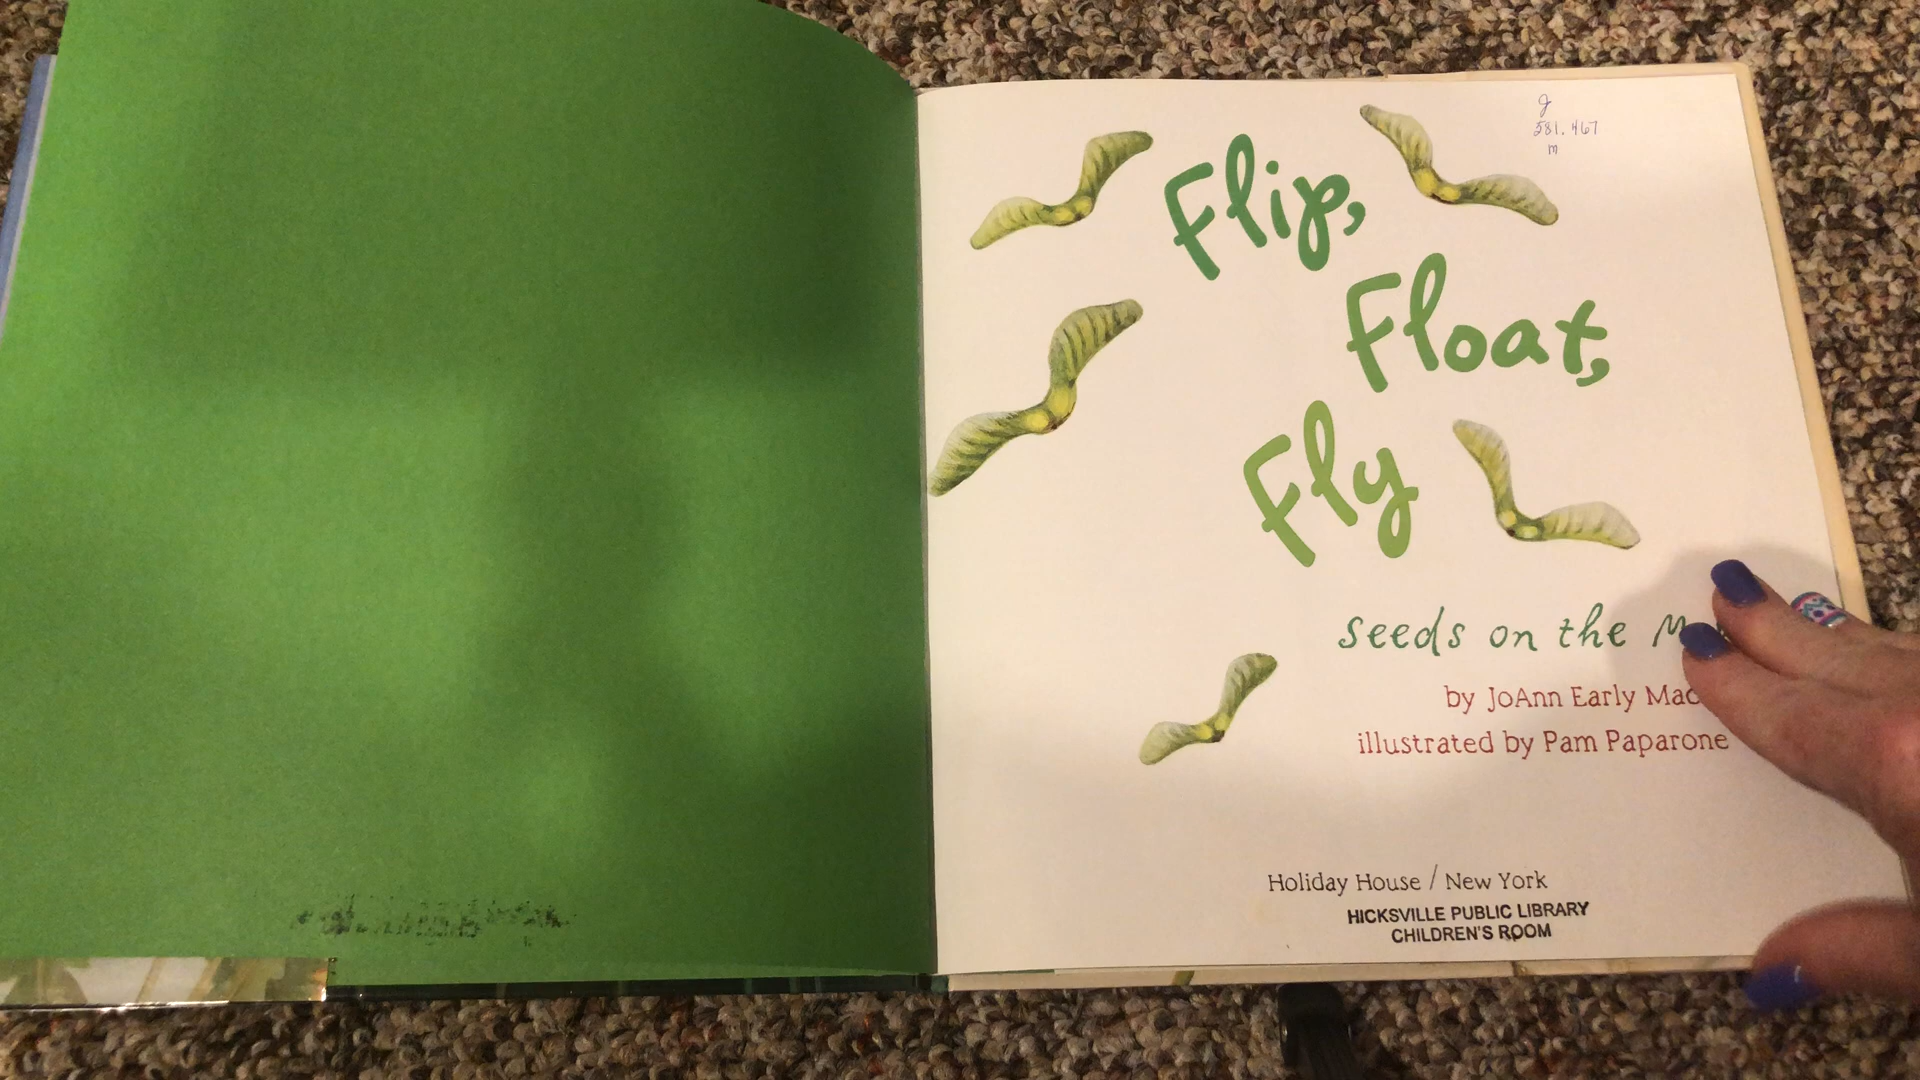 g
581.467
m
Flip,
Float,
Fly
seeds on the
by JoAnn Early
illustrated by Pam Paparone
Holiday House / New York
HICKSVILLE PUBLIC LIBRARY
CHILDREN'S ROOM